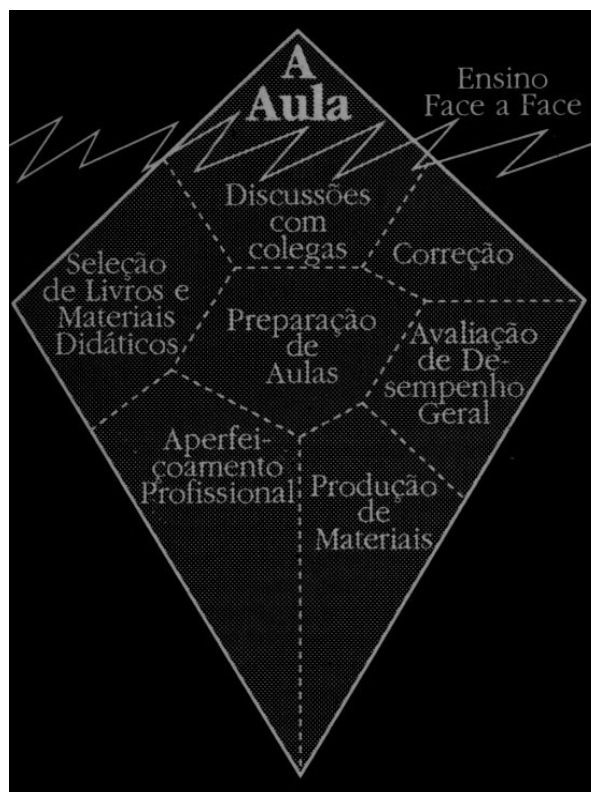 A
Aula
Ensino
Face a Face
Discussões
com
colegas
Seleção
de Livros e
Materiais
Didáticos
Correção
Preparação
de
Aulas
Avaliação
de De-
sempenho
Geral
Aperfei-
çoamento
Profissional
Produção
de
Materiais